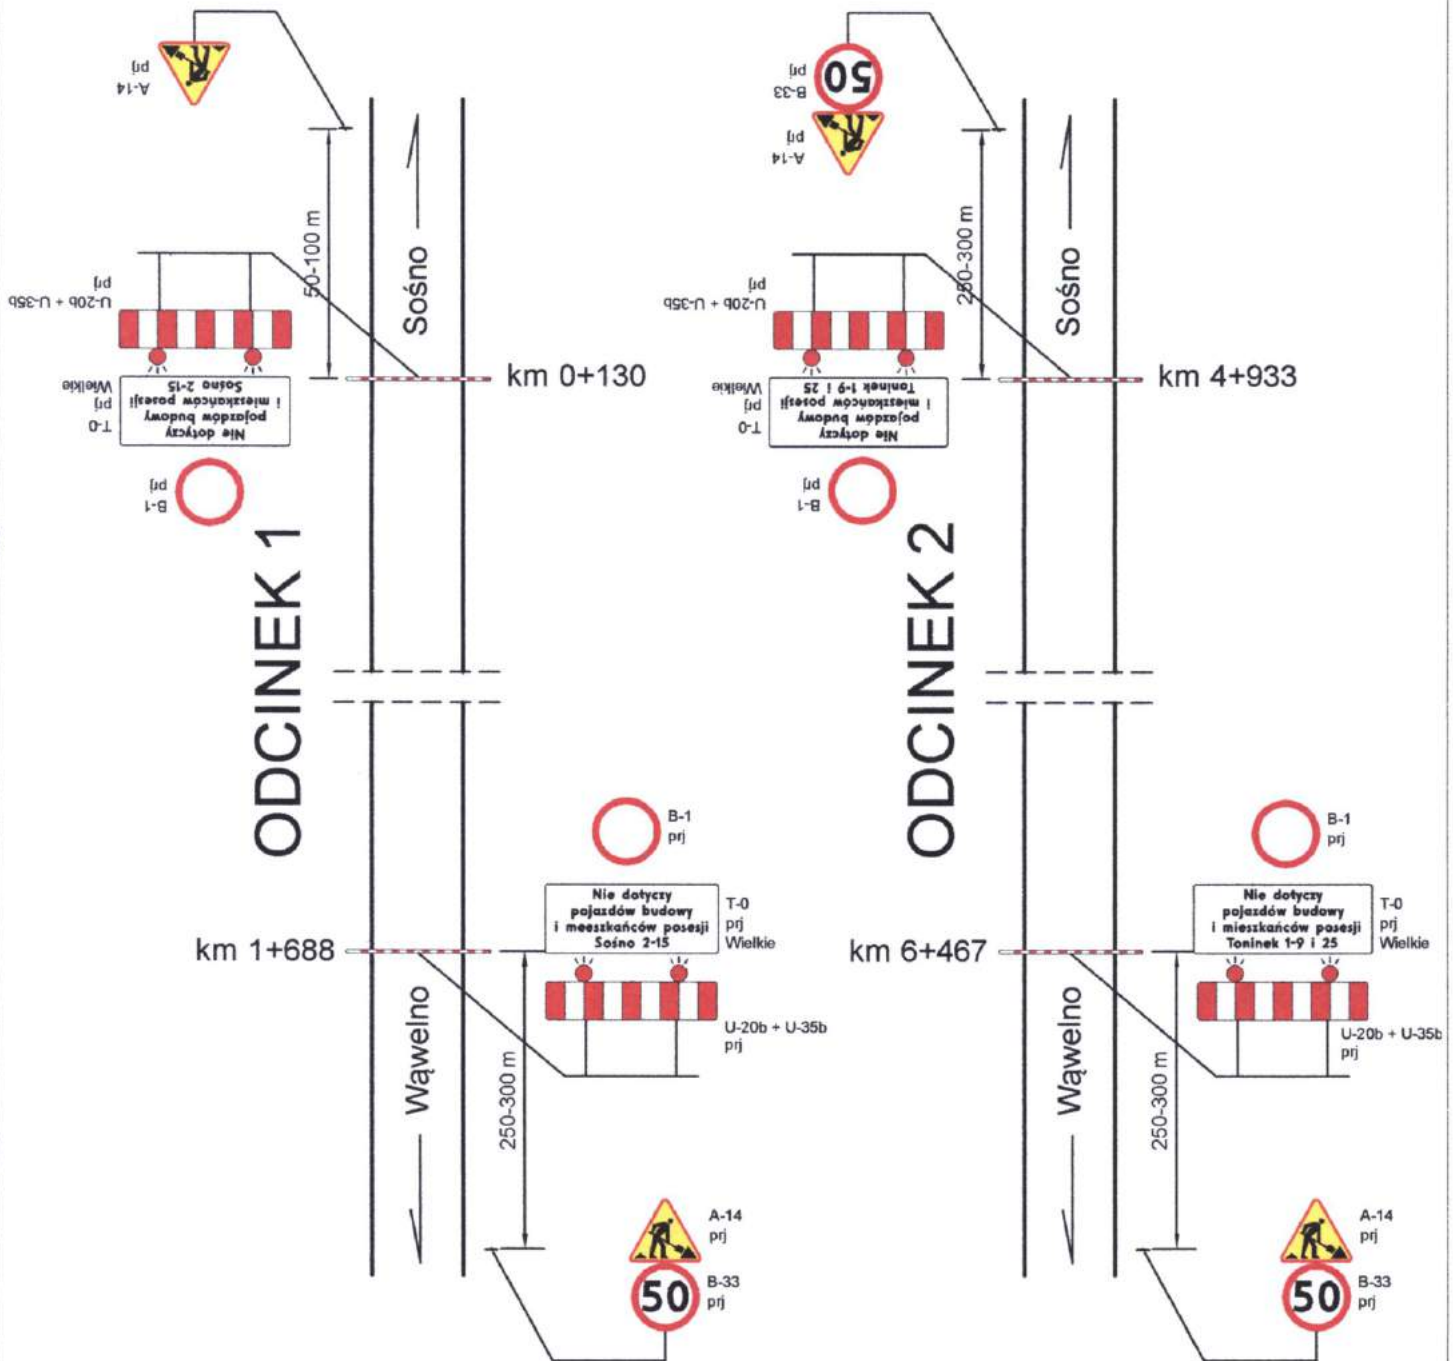 A-14
prj
50-100 m
Sośno
U-20b + U-35b
prj
km 0+130
T-0
prj
Wielkie
Nie dotyczy
pojazdów budowy
i mieszkańców posesji
Sośno 2-15
B-1
prj
ODCINEK 1
B-1
prj
Nie dotyczy
pojazdów budowy
i meeszkańców posesji
Sośno 2-15
T-0
prj
Wielkie
km 1+688
U-20b + U-35b
prj
Wąwelno
250-300 m
A-14
prj
50
B-33
prj
50
B-33
prj
A-14
prj
250-300 m
Sośno
U-20b + U-35b
prj
km 4+933
T-0
prj
Wielkie
Nie dotyczy
pojazdów budowy
i mieszkańców posesji
Toninek 1-9 i 25
B-1
prj
ODCINEK 2
B-1
prj
Nie dotyczy
pojazdów budowy
i mieszkańców posesji
Toninek 1-9 i 25
T-0
prj
Wielkie
km 6+467
U-20b + U-35b
prj
Wąwelno
250-300 m
A-14
prj
50
B-33
prj